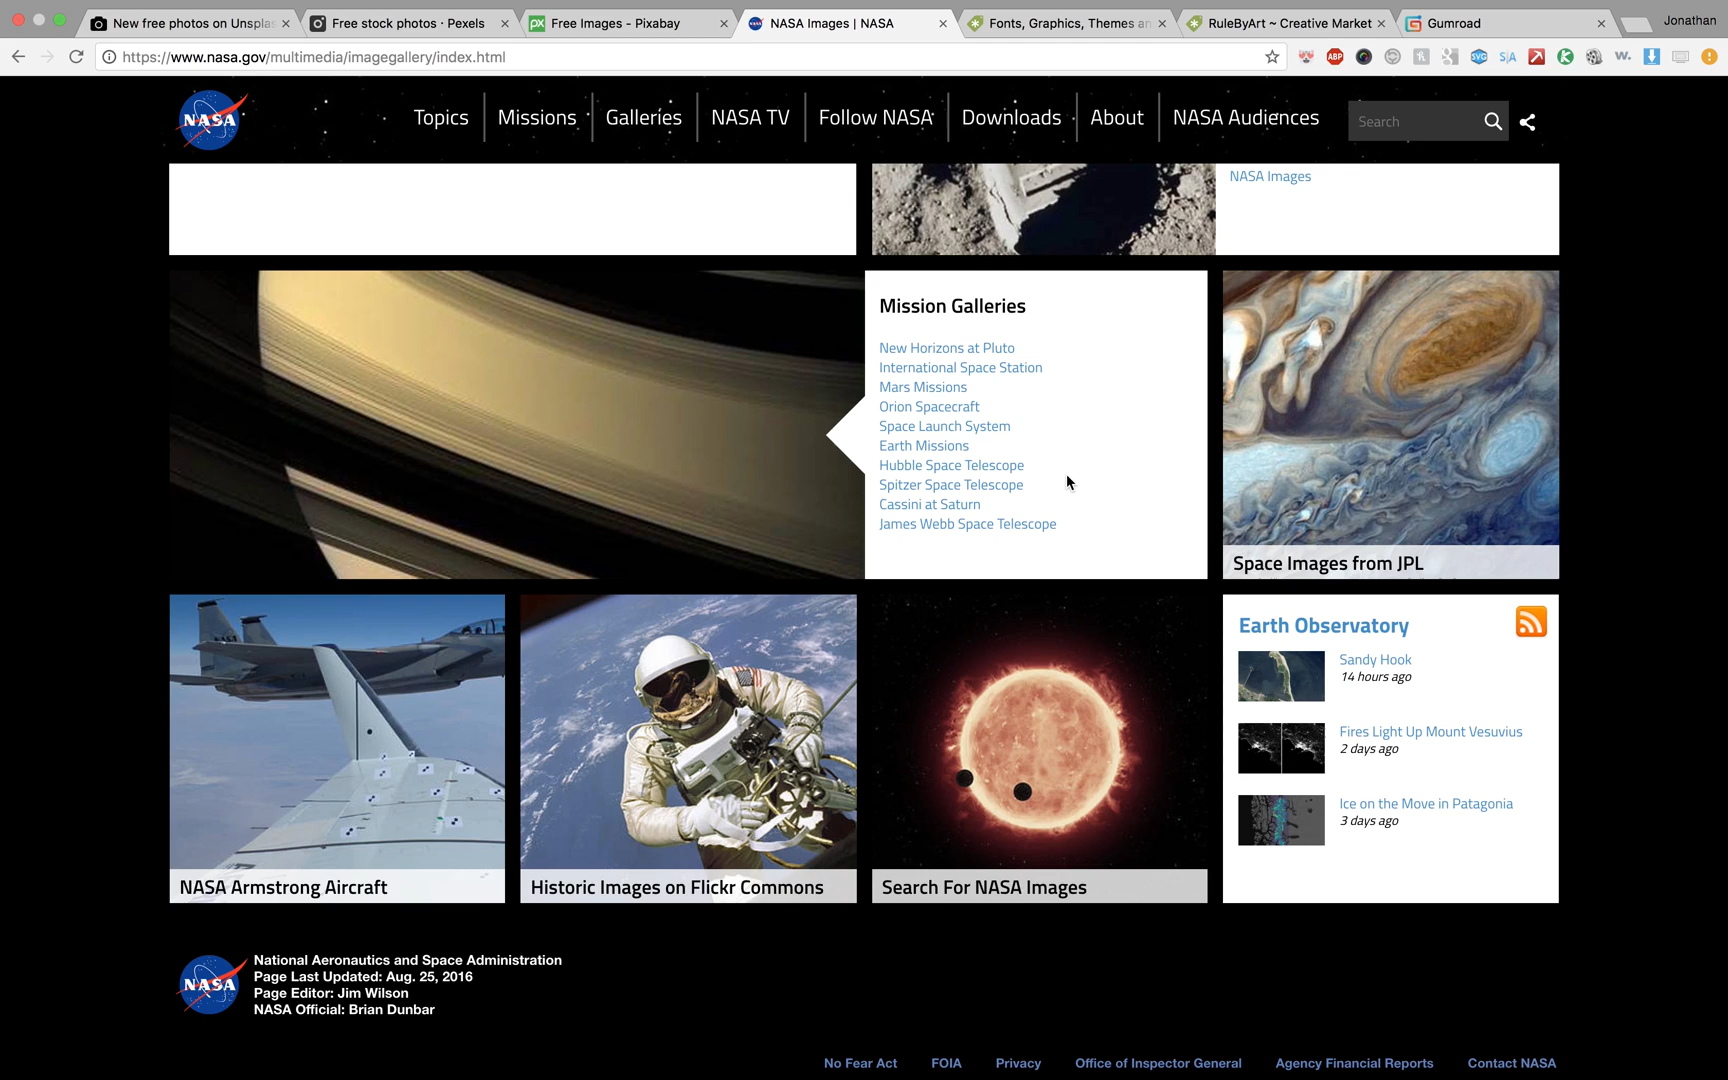 New free photos on Unspla
Free stock photos · Pexels
Free Images - Pixabay
NASA Images | NASA
Fonts, Graphics, Themes an
RuleByArt ~ Creative Market
Gumroad
Jonathan
https://www.nasa.gov/multimedia/imagegallery/index.html
NASA
Topics
Missions
Galleries
NASA TV
Follow NASA
Downloads
About
NASA Audiences
Search
NASA Images
Mission Galleries
New Horizons at Pluto
International Space Station
Mars Missions
Orion Spacecraft
Space Launch System
Earth Missions
Hubble Space Telescope
Spitzer Space Telescope
Cassini at Saturn
James Webb Space Telescope
Space Images from JPL
NASA Armstrong Aircraft
Historic Images on Flickr Commons
Search For NASA Images
Earth Observatory
Sandy Hook
14 hours ago
Fires Light Up Mount Vesuvius
2 days ago
Ice on the Move in Patagonia
3 days ago
NASA
National Aeronautics and Space Administration
Page Last Updated: Aug. 25, 2016
Page Editor: Jim Wilson
NASA Official: Brian Dunbar
No Fear Act
FOIA
Privacy
Office of Inspector General
Agency Financial Reports
Contact NASA